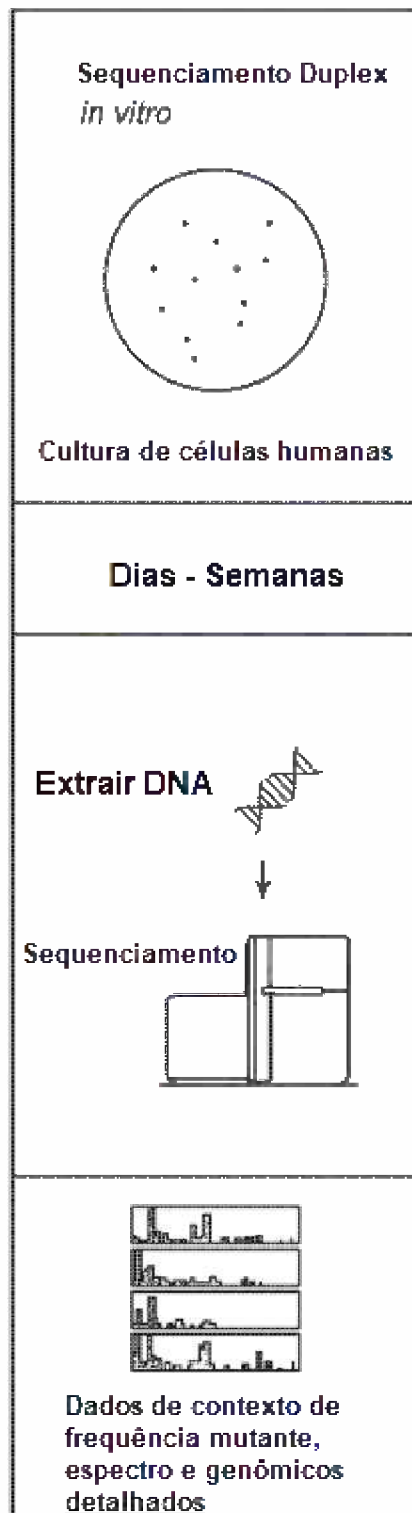 Sequenciamento Duplex
in vitro
Cultura de células humanas
Dias - Semanas
Extrair DNA
Sequenciamento
Dados de contexto de
frequência mutante,
espectro e genômicos
detalhados